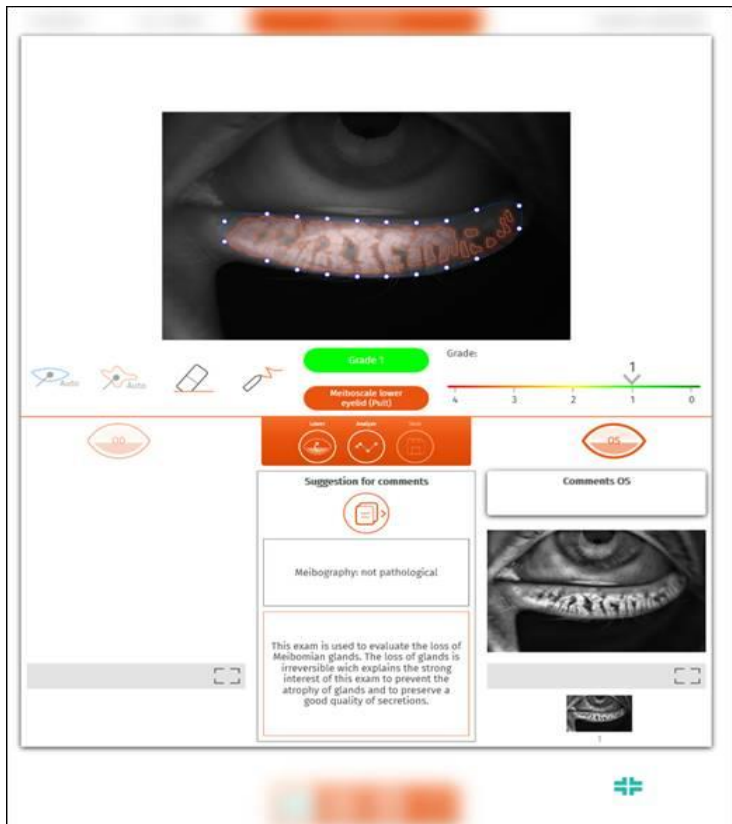 Auto
Auto
Grade 1
Meiboscale lower
eyelid (Pult)
Grade:
1
4 3 2 1 0
OD
Analyse
OS
Suggestion for comments
Meibography: not pathological
This exam is used to evaluate the loss of
Meibomian glands. The loss of glands is
irreversible wich explains the strong
interest of this exam to prevent the
atrophy of glands and to preserve a
good quality of secretions.
Comments OS
1